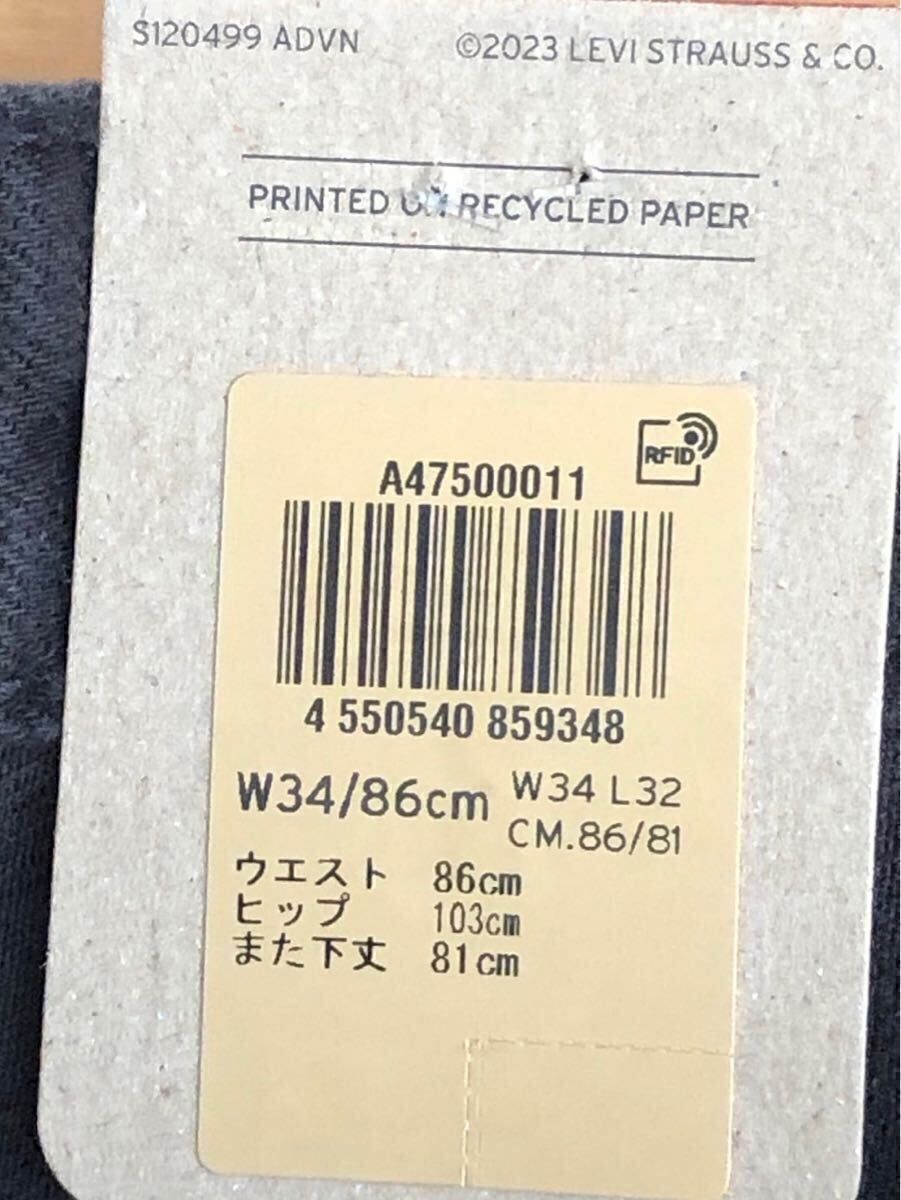 S120499 ADVN
©2023 LEVI STRAUSS & CO.
PRINTED ON RECYCLED PAPER
RFID
A47500011
4 550540 859348
W34/86cm
W34 L32
CM.86/81
ウエスト 86cm
ヒップ 103cm
また下丈 81cm